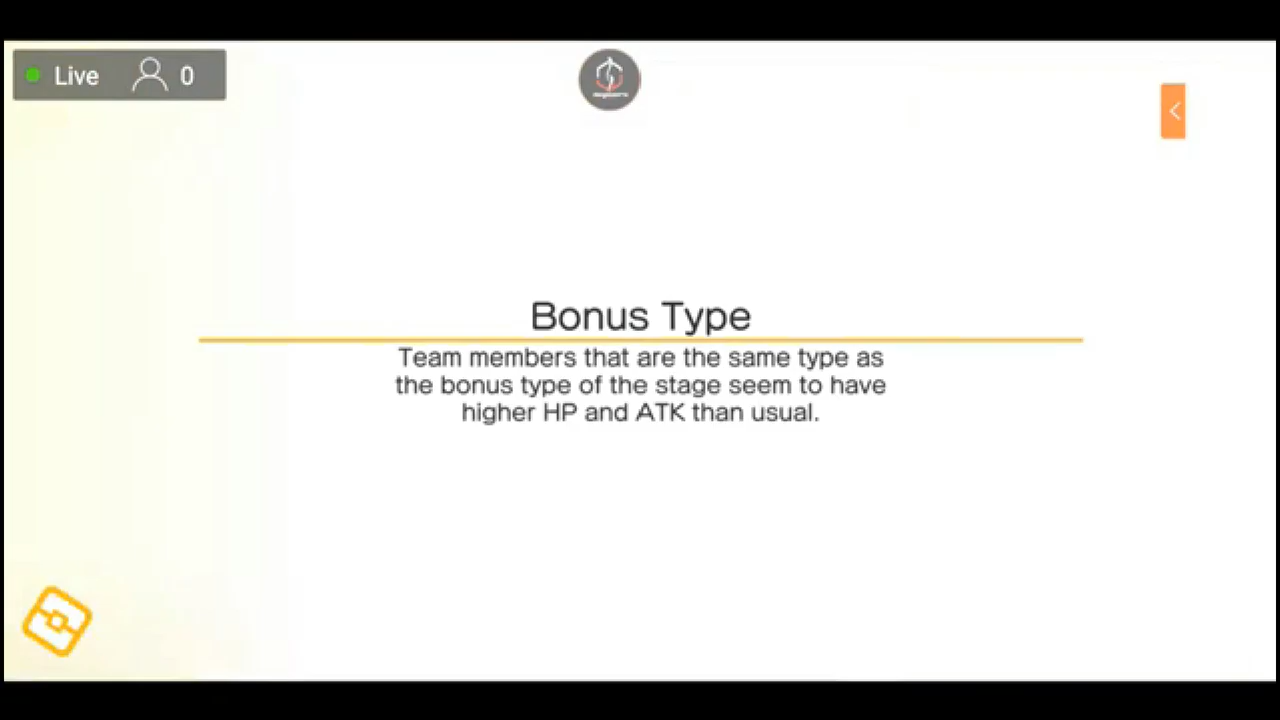 Live 0
Bonus Type
Team members that are the same type as
the bonus type of the stage seem to have
higher HP and ATK than usual.